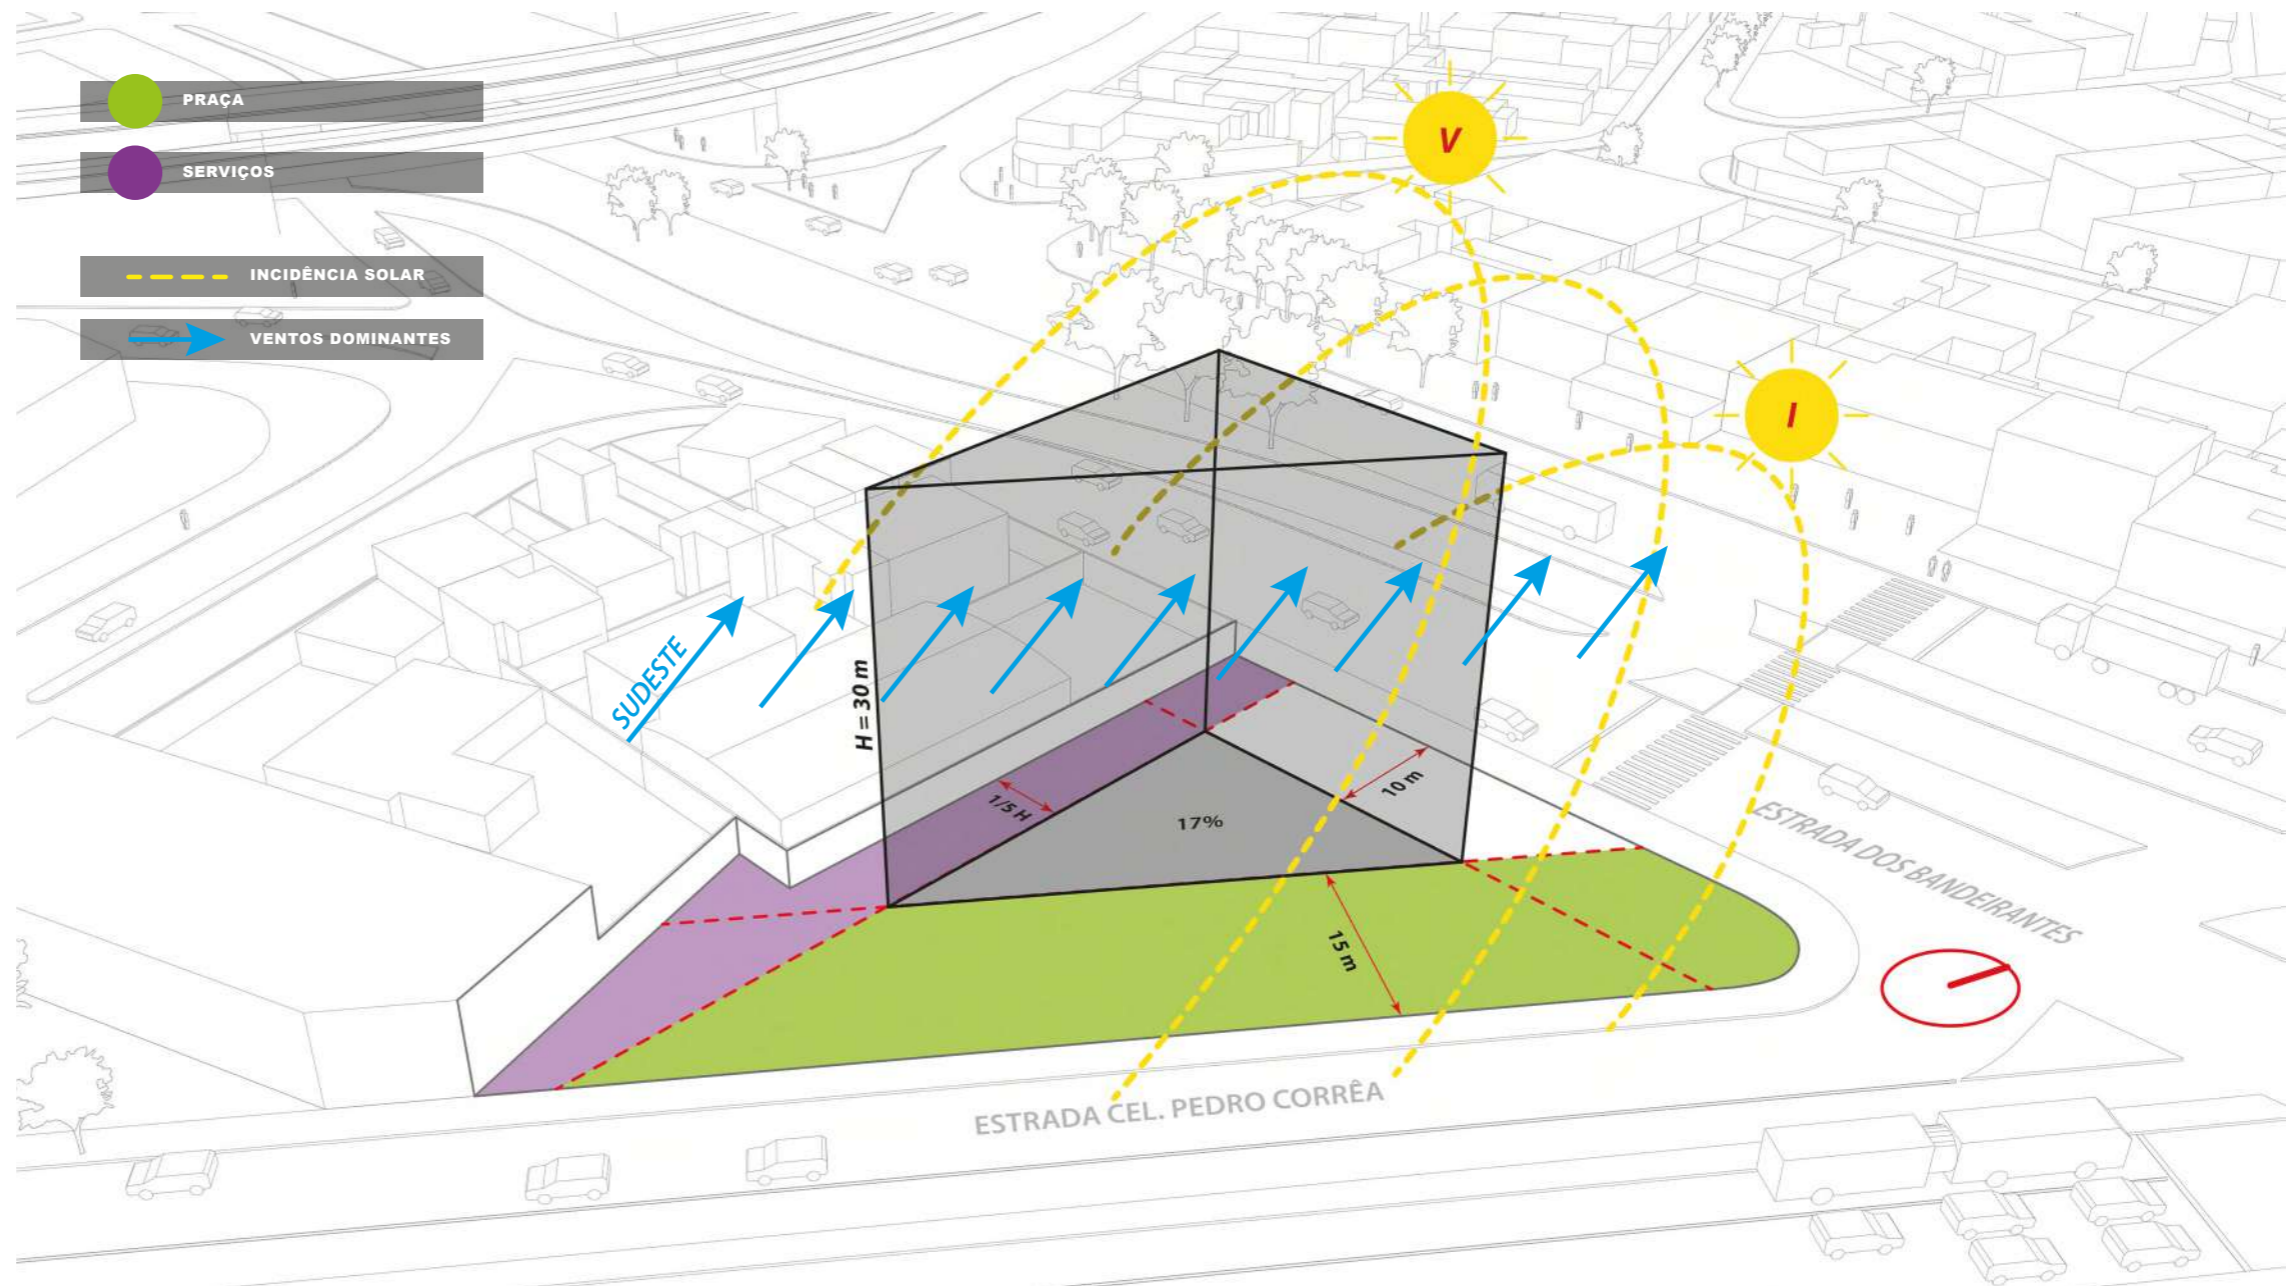 PRAÇA
SERVIÇOS
INCIDÊNCIA SOLAR
VENTOS DOMINANTES
V
I
SUDESTE
H = 30 m
1/5 H
17%
10 m
15 m
ESTRADA DOS BANDEIRANTES
ESTRADA CEL. PEDRO CORRÊA